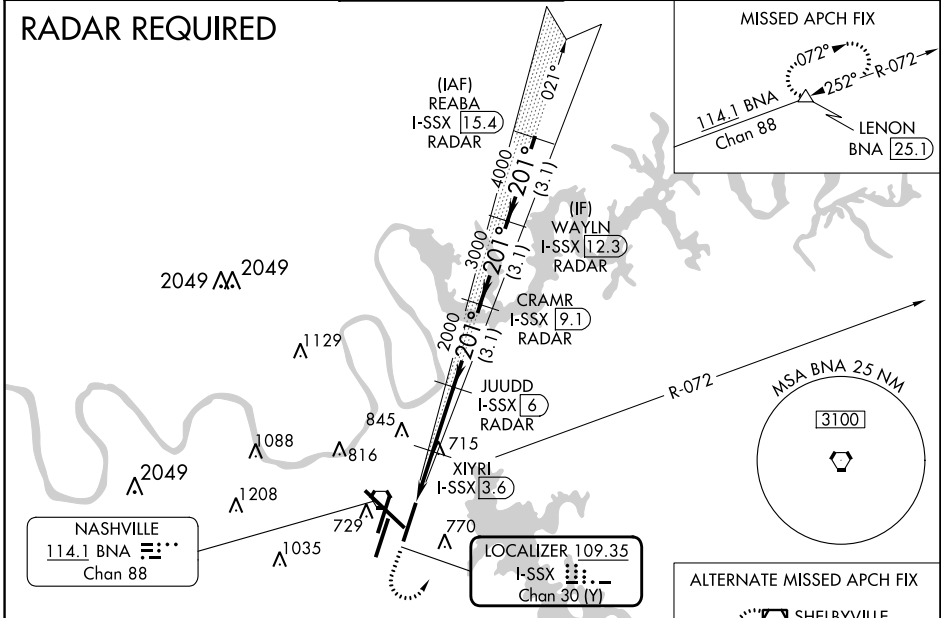 RADAR REQUIRED
MISSED APCH FIX
072°
252°
R-072
114.1 BNA
Chan 88
LENON
BNA 25.1
021°
(IAF)
REABA
I-SSX 15.4
RADAR
4000
201°
(3.1)
(IF)
WAYLN
I-SSX 12.3
RADAR
3000
201°
(3.1)
CRAMR
I-SSX 9.1
RADAR
2000
201°
(3.1)
JUUDD
I-SSX 6
RADAR
XIYRI
I-SSX 3.6
R-072
2049
2049
1129
845
715
1088
816
2049
1208
729
770
1035
MSA BNA 25 NM
3100
NASHVILLE
114.1 BNA
Chan 88
LOCALIZER 109.35
I-SSX
Chan 30 (Y)
ALTERNATE MISSED APCH FIX
SHELBYVILLE